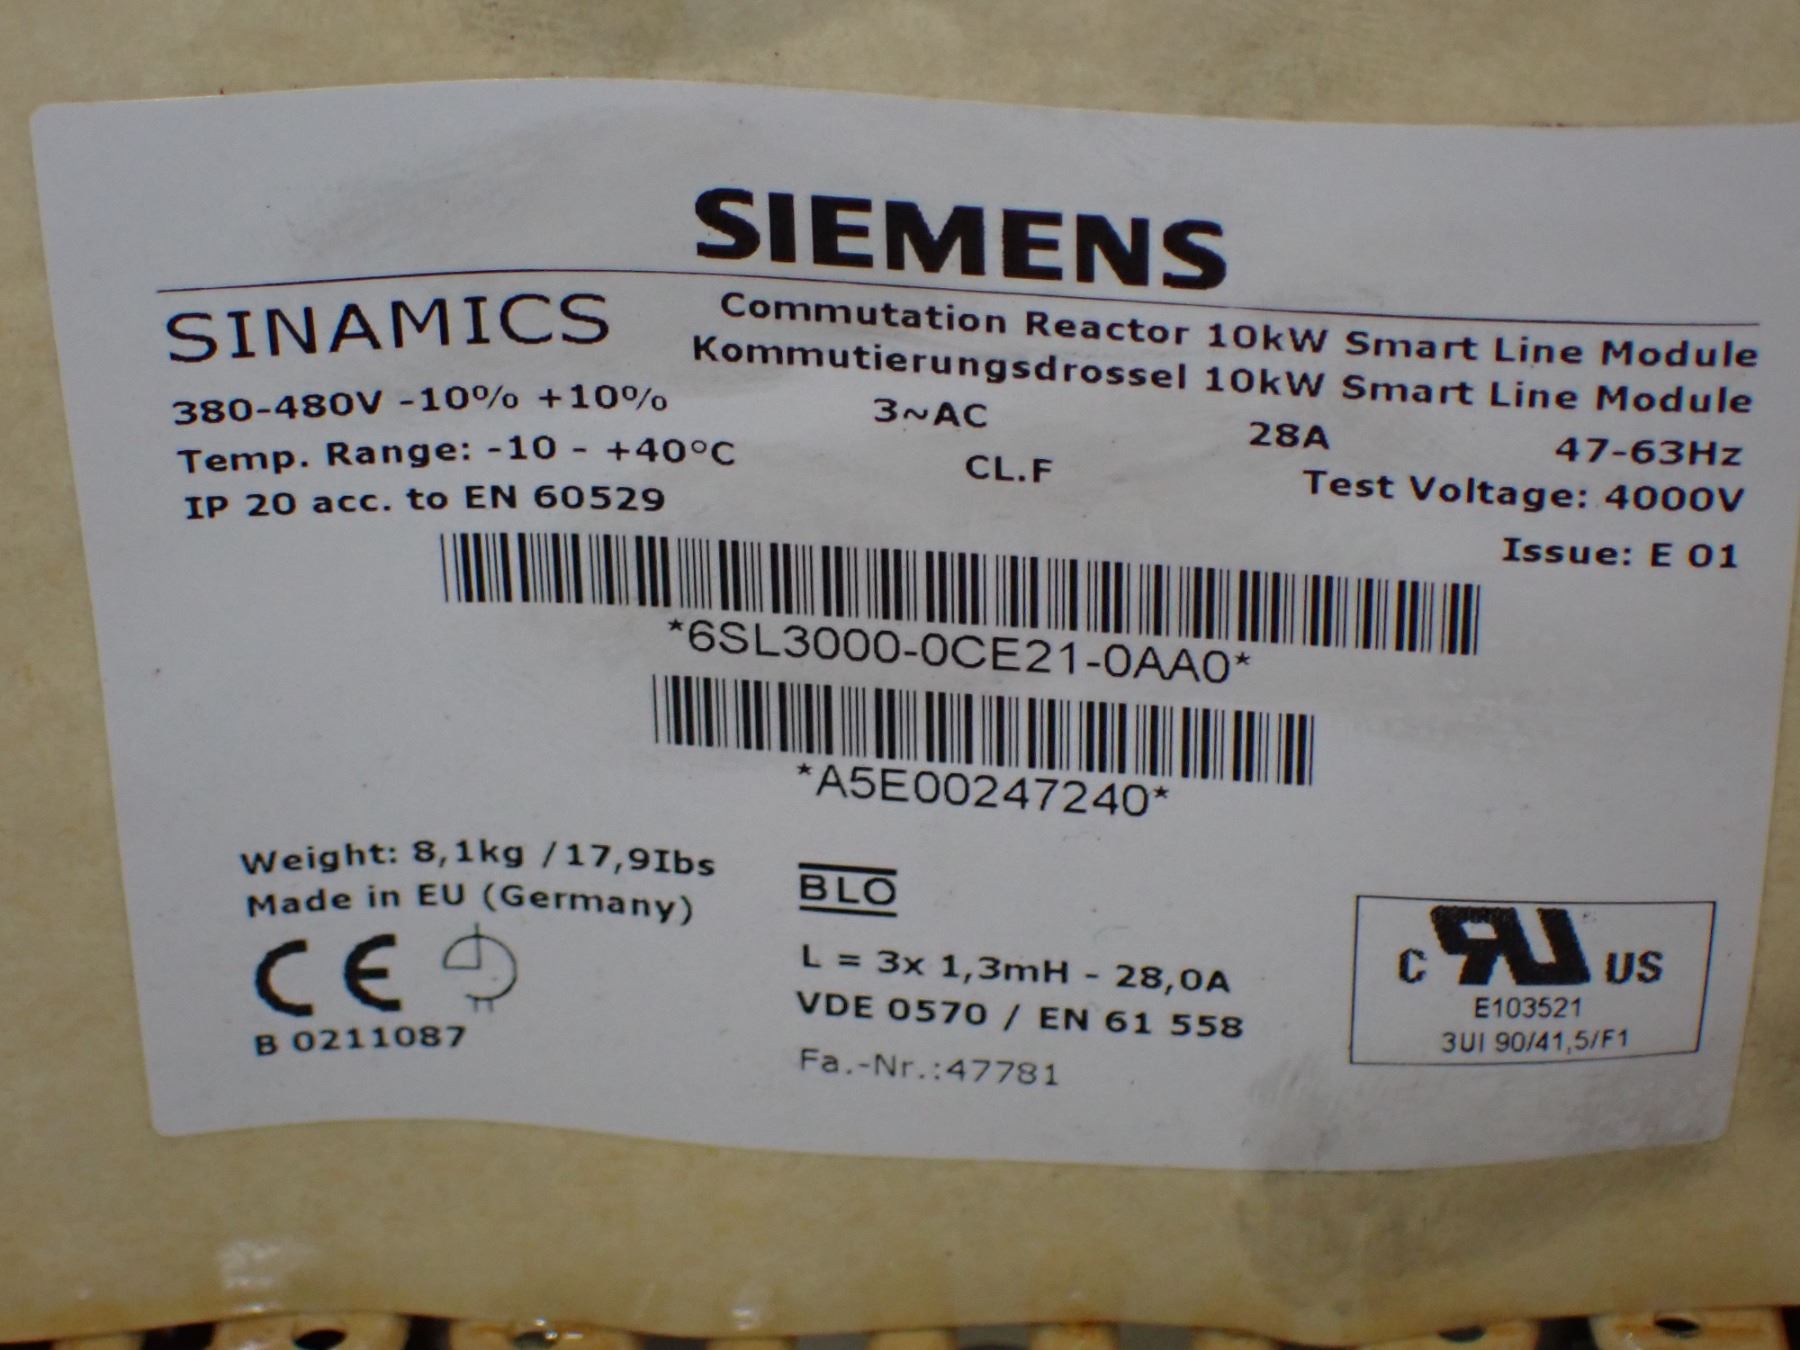 SIEMENS
SINAMICS
Commutation Reactor 10kW Smart Line Module
Kommutierungsdrossel 10kW Smart Line Module
380-480V -10% +10% 3~AC 28A 47-63Hz
Temp. Range: -10 - +40°C CL.F Test Voltage: 4000V
IP 20 acc. to EN 60529 Issue: E 01
*6SL3000-0CE21-0AA0*
*A5E00247240*
Weight: 8,1kg /17,9Ibs
Made in EU (Germany)
CE
B 0211087
BLO
L = 3x 1,3mH - 28,0A
VDE 0570 / EN 61 558
Fa.-Nr.:47781
C RU US
E103521
3UI 90/41,5/F1